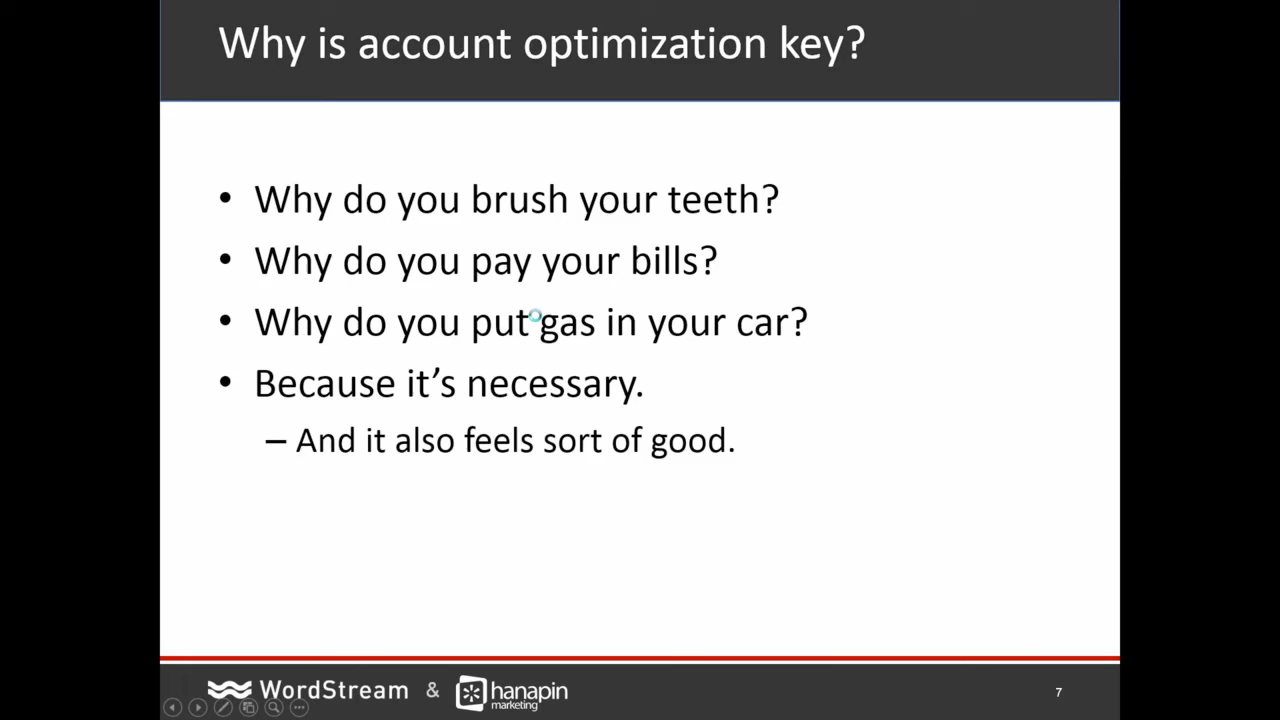 Why is account optimization key?
• Why do you brush your teeth?
• Why do you pay your bills?
• Why do you put gas in your car?
• Because it’s necessary.
– And it also feels sort of good.
WordStream & hanapin marketing 7